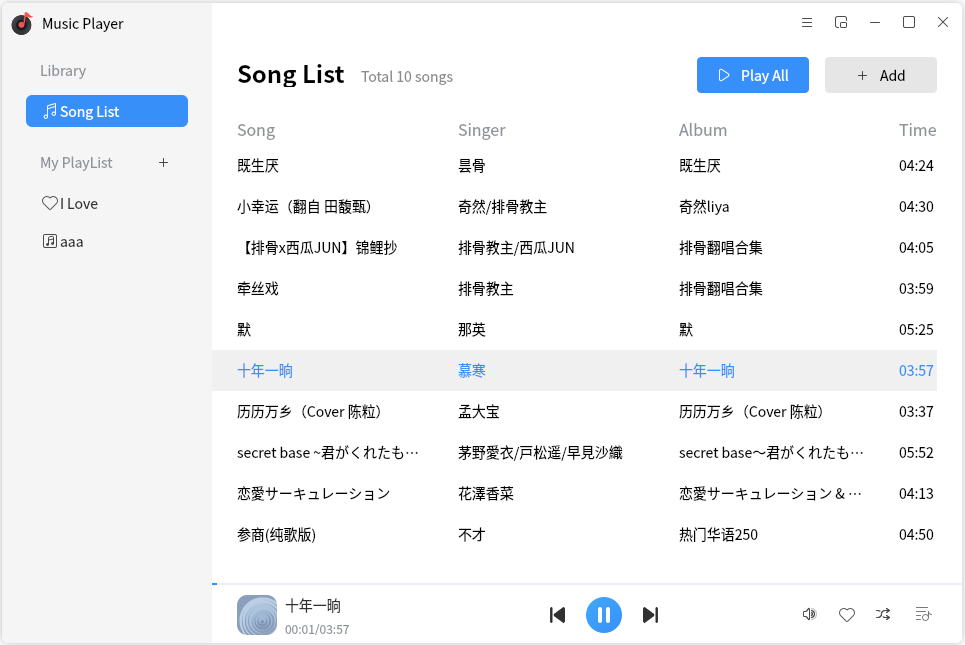 Music Player
Library
Song List
My PlayList
I Love
aaa
Song List Total 10 songs
Play All
Add
Song Singer Album Time
既生厌 昙骨 既生厌 04:24
小幸运（翻自 田馥甄） 奇然/排骨教主 奇然liya 04:30
【排骨x西瓜JUN】锦鲤抄 排骨教主/西瓜JUN 排骨翻唱合集 04:05
牵丝戏 排骨教主 排骨翻唱合集 03:59
默 那英 默 05:25
十年一晌 慕寒 十年一晌 03:57
历历万乡（Cover 陈粒） 孟大宝 历历万乡（Cover 陈粒） 03:37
secret base ~君がくれたも… 茅野愛衣/戸松遥/早見沙織 secret base～君がくれたも… 05:52
恋愛サーキュレーション 花澤香菜 恋愛サーキュレーション & … 04:13
参商(纯歌版) 不才 热门华语250 04:50
十年一晌
00:01/03:57